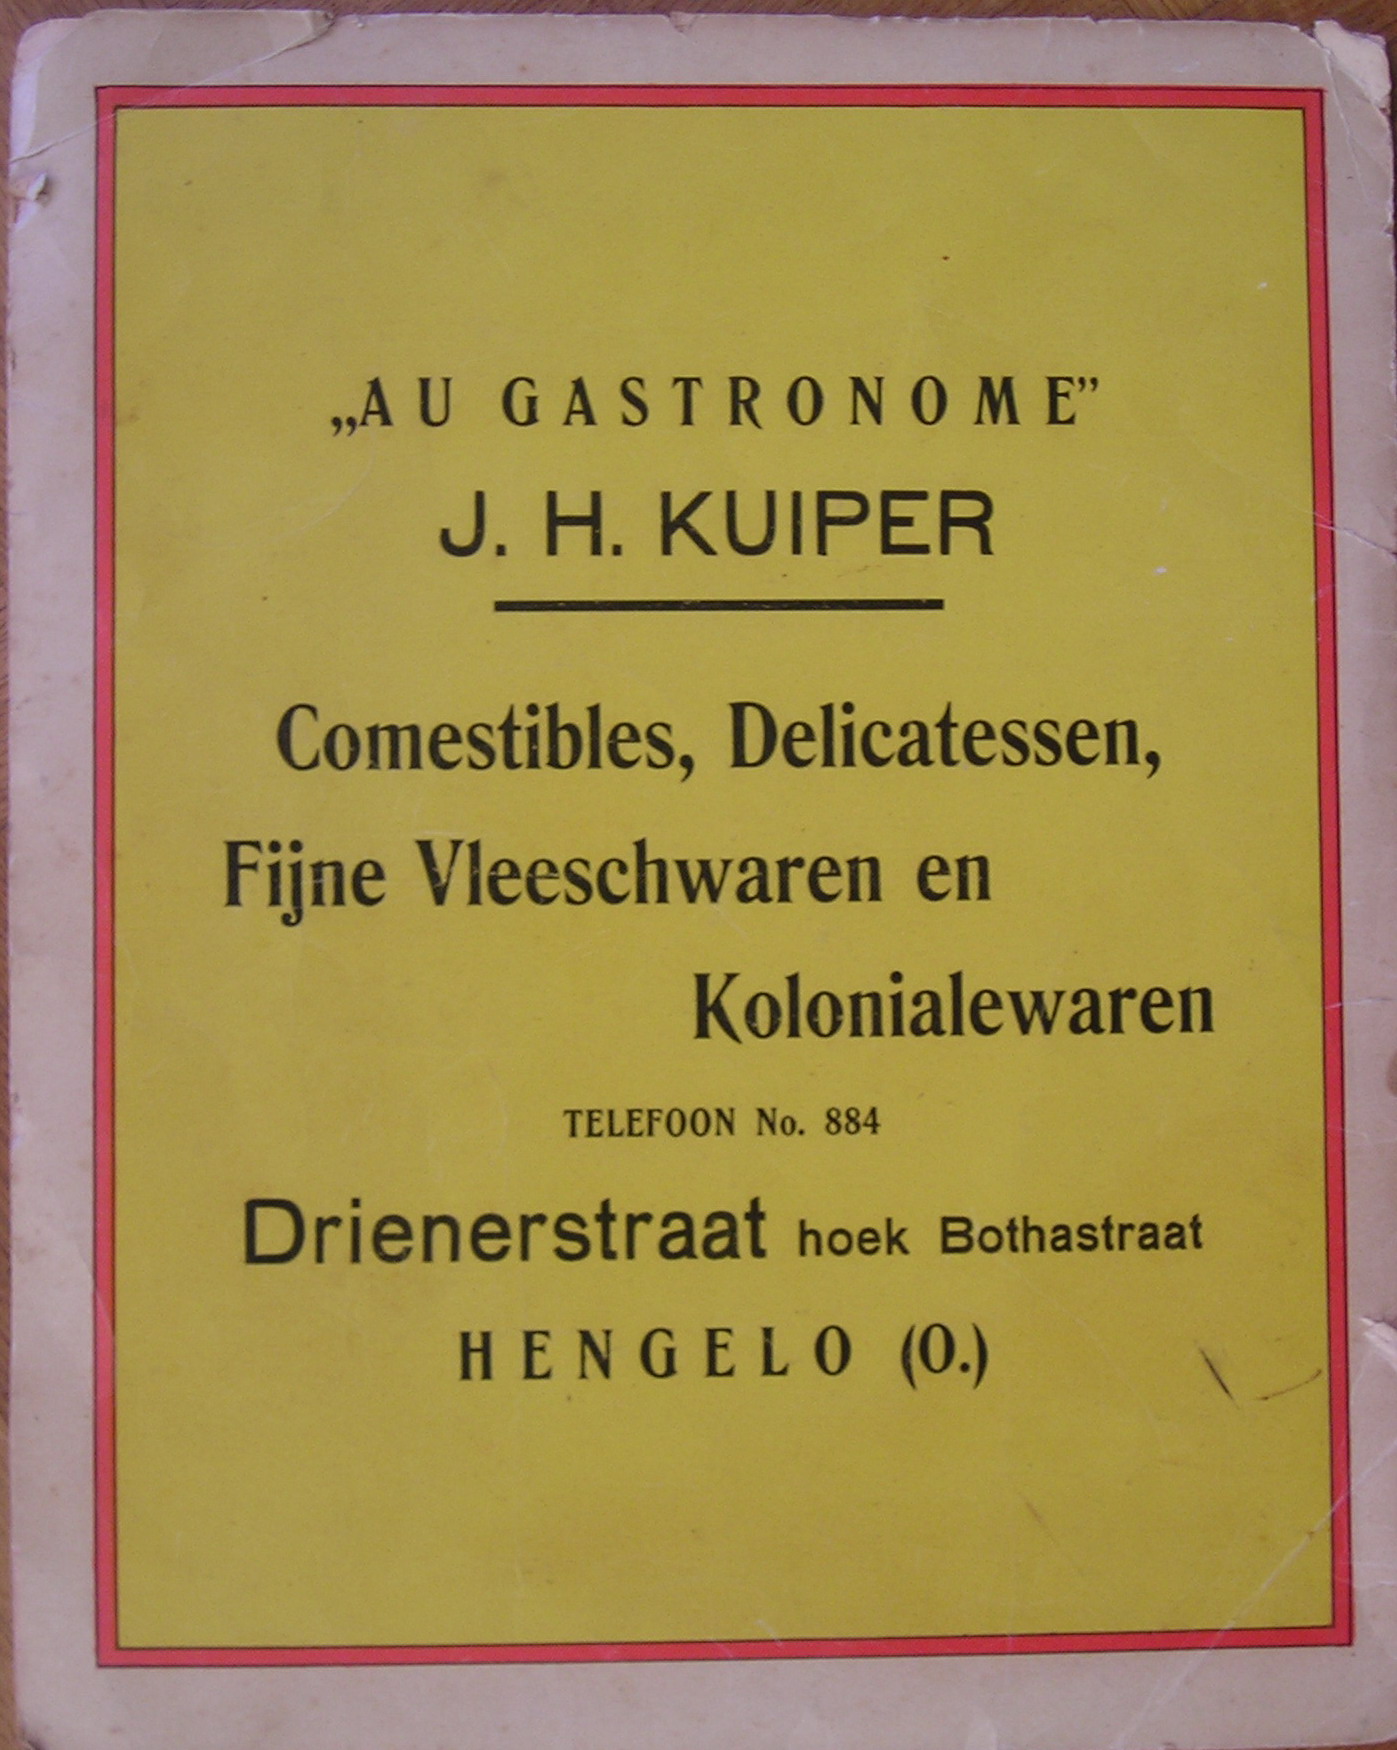 „AU GASTRONOME”
J. H. KUIPER
Comestibles, Delicatessen,
Fijne Vleeschwaren en
Kolonialewaren
TELEFOON No. 884
Drienerstraat hoek Bothastraat
HENGELO (O.)